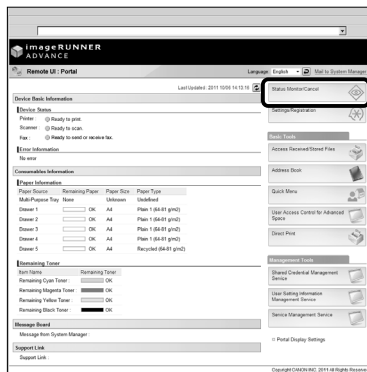 imageRUNNER
ADVANCE
Remote UI : Portal
Language English Mail to System Manager
Last Updated : 2011 10/06 14:10:16
Device Basic Information
Device Status
Printer : Ready to print.
Scanner : Ready to scan.
Fax : Ready to send or receive fax.
Error Information
No error
Consumables Information
Paper Information
Paper Source Remaining Paper Paper Size Paper Type
Multi-Purpose Tray None Unknown Undefined
Drawer 1 OK A4 Plain 1 (64-81 g/m2)
Drawer 2 OK A4 Plain 1 (64-81 g/m2)
Drawer 3 OK A4 Plain 1 (64-81 g/m2)
Drawer 4 OK A4 Plain 1 (64-81 g/m2)
Drawer 5 OK A4 Recycled (64-81 g/m2)
Remaining Toner
Item Name Remaining Toner
Remaining Cyan Toner : OK
Remaining Magenta Toner : OK
Remaining Yellow Toner : OK
Remaining Black Toner : OK
Message Board
Message from System Manager :
Support Link
Support Link :
Status Monitor/Cancel
Settings/Registration
Basic Tools
Access Received/Stored Files
Address Book
Quick Menu
User Access Control for Advanced
Space
Direct Print
Management Tools
Shared Credential Management
Service
User Setting Information
Management Service
Service Management Service
Portal Display Settings
Copyright CANON INC. 2011 All Rights Reserved